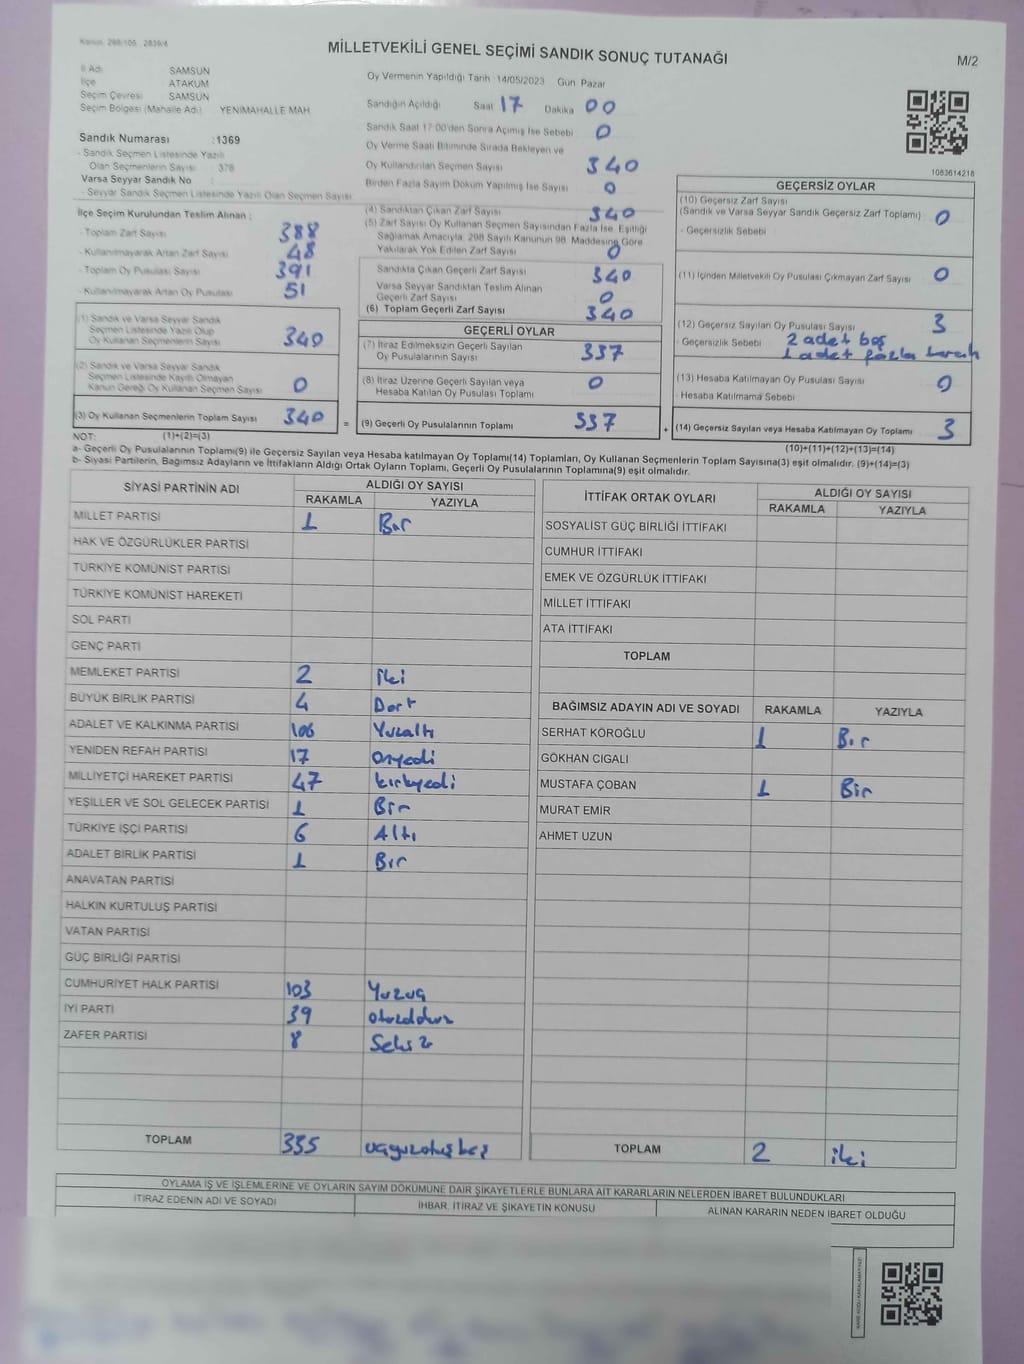 Kanun: 298/105, 2839/4
MİLLETVEKİLİ GENEL SEÇİMİ SANDIK SONUÇ TUTANAĞI
M/2
İl Adı SAMSUN
İlçe ATAKUM
Seçim Çevresi SAMSUN
Seçim Bölgesi (Mahalle Adı) YENİMAHALLE MAH
Oy Vermenin Yapıldığı Tarih :14/05/2023 Gün Pazar
Sandığın Açıldığı Saat 17 Dakika 00
Sandık Saat 17:00'den Sonra Açılmış İse Sebebi 0
Oy Verme Saati Bitiminde Sırada Bekleyen ve
Oy Kullandırılan Seçmen Sayısı 340
Birden Fazla Sayım Döküm Yapılmış İse Sayısı 0
Sandık Numarası :1369
- Sandık Seçmen Listesinde Yazılı
Olan Seçmenlerin Sayısı : 378
Varsa Seyyar Sandık No :
- Seyyar Sandık Seçmen Listesinde Yazılı Olan Seçmen Sayısı
1083614218
İlçe Seçim Kurulundan Teslim Alınan :
- Toplam Zarf Sayısı 388
- Kullanılmayarak Artan Zarf Sayısı 48
- Toplam Oy Pusulası Sayısı 391
- Kullanılmayarak Artan Oy Pusulası 51
(4) Sandıktan Çıkan Zarf Sayısı 340
(5) Zarf Sayısı Oy Kullanan Seçmen Sayısından Fazla İse, Eşitliği
Sağlamak Amacıyla, 298 Sayılı Kanunun 98. Maddesine Göre
Yakılarak Yok Edilen Zarf Sayısı 0
Sandıkta Çıkan Geçerli Zarf Sayısı 340
Varsa Seyyar Sandıktan Teslim Alınan
Geçerli Zarf Sayısı 0
(6) Toplam Geçerli Zarf Sayısı 340
GEÇERSİZ OYLAR
(10) Geçersiz Zarf Sayısı
(Sandık ve Varsa Seyyar Sandık Geçersiz Zarf Toplamı) 0
- Geçersizlik Sebebi
(11) İçinden Milletvekili Oy Pusulası Çıkmayan Zarf Sayısı 0
(12) Geçersiz Sayılan Oy Pusulası Sayısı 3
- Geçersizlik Sebebi 2 adet boş
1 adet fazla tercih
(13) Hesaba Katılmayan Oy Pusulası Sayısı 0
- Hesaba Katılmama Sebebi
(14) Geçersiz Sayılan veya Hesaba Katılmayan Oy Toplamı 3
(10)+(11)+(12)+(13)=(14)
(1) Sandık ve Varsa Seyyar Sandık
Seçmen Listesinde Yazılı Olup
Oy Kullanan Seçmenlerin Sayısı 340
(2) Sandık ve Varsa Seyyar Sandık
Seçmen Listesinde Kayıtlı Olmayan
Kanun Gereği Oy Kullanan Seçmen Sayısı 0
(3) Oy Kullanan Seçmenlerin Toplam Sayısı 340 =
GEÇERLİ OYLAR
(7) İtiraz Edilmeksizin Geçerli Sayılan
Oy Pusulalarının Sayısı 337
(8) İtiraz Üzerine Geçerli Sayılan veya
Hesaba Katılan Oy Pusulası Toplamı 0
(9) Geçerli Oy Pusulalarının Toplamı 337 +
NOT: (1)+(2)=(3)
a- Geçerli Oy Pusulalarının Toplamı(9) ile Geçersiz Sayılan veya Hesaba katılmayan Oy Toplamı(14) Toplamları, Oy Kullanan Seçmenlerin Toplam Sayısına(3) eşit olmalıdır. (9)+(14)=(3)
b- Siyasi Partilerin, Bağımsız Adayların ve İttifakların Aldığı Ortak Oyların Toplamı, Geçerli Oy Pusulalarının Toplamına(9) eşit olmalıdır.
SİYASİ PARTİNİN ADI ALDIĞI OY SAYISI
RAKAMLA YAZIYLA
MİLLET PARTİSİ 1 Bir
HAK VE ÖZGÜRLÜKLER PARTİSİ
TÜRKİYE KOMÜNİST PARTİSİ
TÜRKİYE KOMÜNİST HAREKETİ
SOL PARTİ
GENÇ PARTİ
MEMLEKET PARTİSİ 2 iki
BÜYÜK BİRLİK PARTİSİ 4 Dört
ADALET VE KALKINMA PARTİSİ 106 Yüzaltı
YENİDEN REFAH PARTİSİ 17 Onyedi
MİLLİYETÇİ HAREKET PARTİSİ 47 kırkyedi
YEŞİLLER VE SOL GELECEK PARTİSİ 1 Bir
TÜRKİYE İŞÇİ PARTİSİ 6 Altı
ADALET BİRLİK PARTİSİ 1 Bir
ANAVATAN PARTİSİ
HALKIN KURTULUŞ PARTİSİ
VATAN PARTİSİ
GÜÇ BİRLİĞİ PARTİSİ
CUMHURİYET HALK PARTİSİ 103 Yüzüç
İYİ PARTİ 39 otuzdokuz
ZAFER PARTİSİ 8 Sekiz
TOPLAM 335 üçyüzotuzbeş
İTTİFAK ORTAK OYLARI ALDIĞI OY SAYISI
RAKAMLA YAZIYLA
SOSYALİST GÜÇ BİRLİĞİ İTTİFAKI
CUMHUR İTTİFAKI
EMEK VE ÖZGÜRLÜK İTTİFAKI
MİLLET İTTİFAKI
ATA İTTİFAKI
TOPLAM
BAĞIMSIZ ADAYIN ADI VE SOYADI RAKAMLA YAZIYLA
SERHAT KÖROĞLU 1 Bir
GÖKHAN CIGALI
MUSTAFA ÇOBAN 1 Bir
MURAT EMİR
AHMET UZUN
TOPLAM 2 iki
OYLAMA İŞ VE İŞLEMLERİNE VE OYLARIN SAYIM DÖKÜMÜNE DAİR ŞİKAYETLERLE BUNLARA AİT KARARLARIN NELERDEN İBARET BULUNDUKLARI
İTİRAZ EDENİN ADI VE SOYADI
İHBAR, İTİRAZ VE ŞİKAYETİN KONUSU
ALINAN KARARIN NEDEN İBARET OLDUĞU